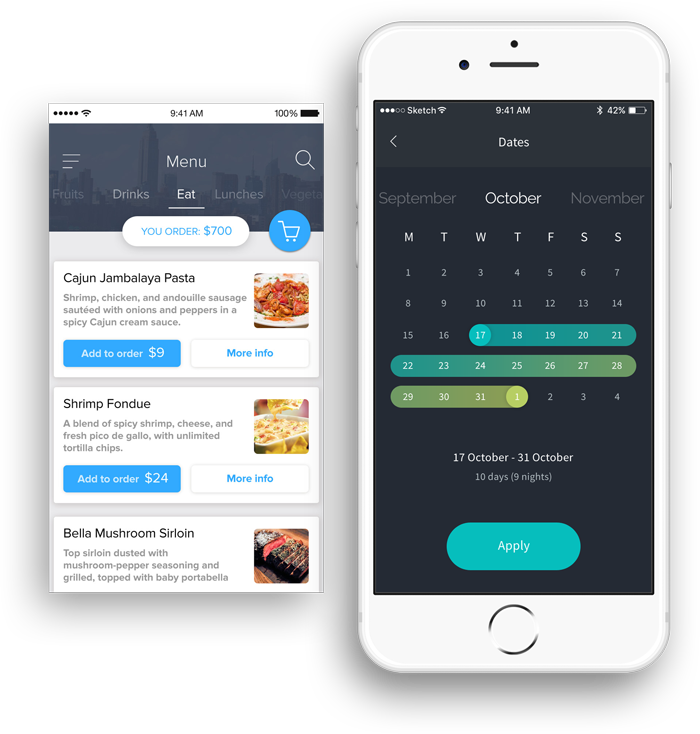 9:41 AM 100%
Menu
Fruits Drinks Eat Lunches Vegeta
YOU ORDER: $700
Cajun Jambalaya Pasta
Shrimp, chicken, and andouille sausage
sautéed with onions and peppers in a
spicy Cajun cream sauce.
Add to order $9 More info
Shrimp Fondue
A blend of spicy shrimp, cheese, and
fresh pico de gallo, with unlimited
tortilla chips.
Add to order $24 More info
Bella Mushroom Sirloin
Top sirloin dusted with
mushroom-pepper seasoning and
grilled, topped with baby portabella
Sketch 9:41 AM 42%
Dates
September October November
M T W T F S S
1 2 3 4 5 6 7
8 9 10 11 12 13 14
15 16 17 18 19 20 21
22 23 24 25 26 27 28
29 30 31 1 2 3 4
17 October - 31 October
10 days (9 nights)
Apply